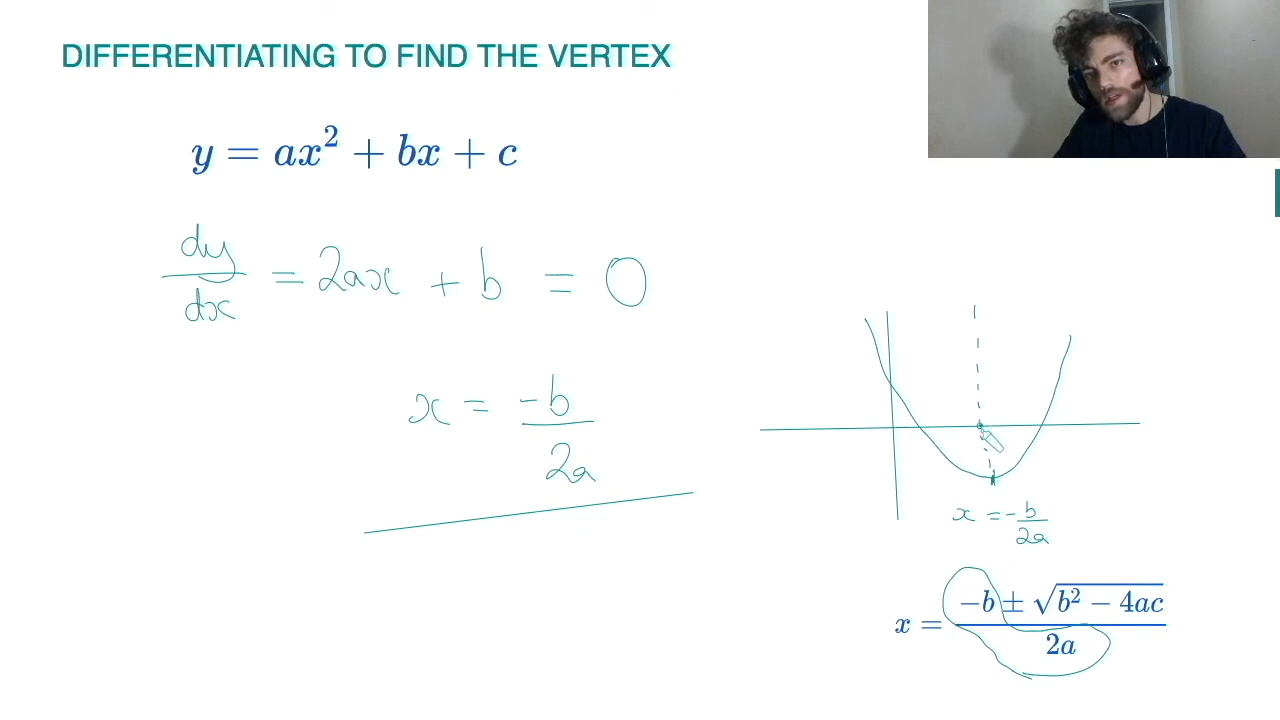 DIFFERENTIATING TO FIND THE VERTEX
y = ax² + bx + c
dy/dx = 2ax + b = 0
x = -b/2a
x = -b/2a
x = (-b ± √(b² - 4ac))/2a